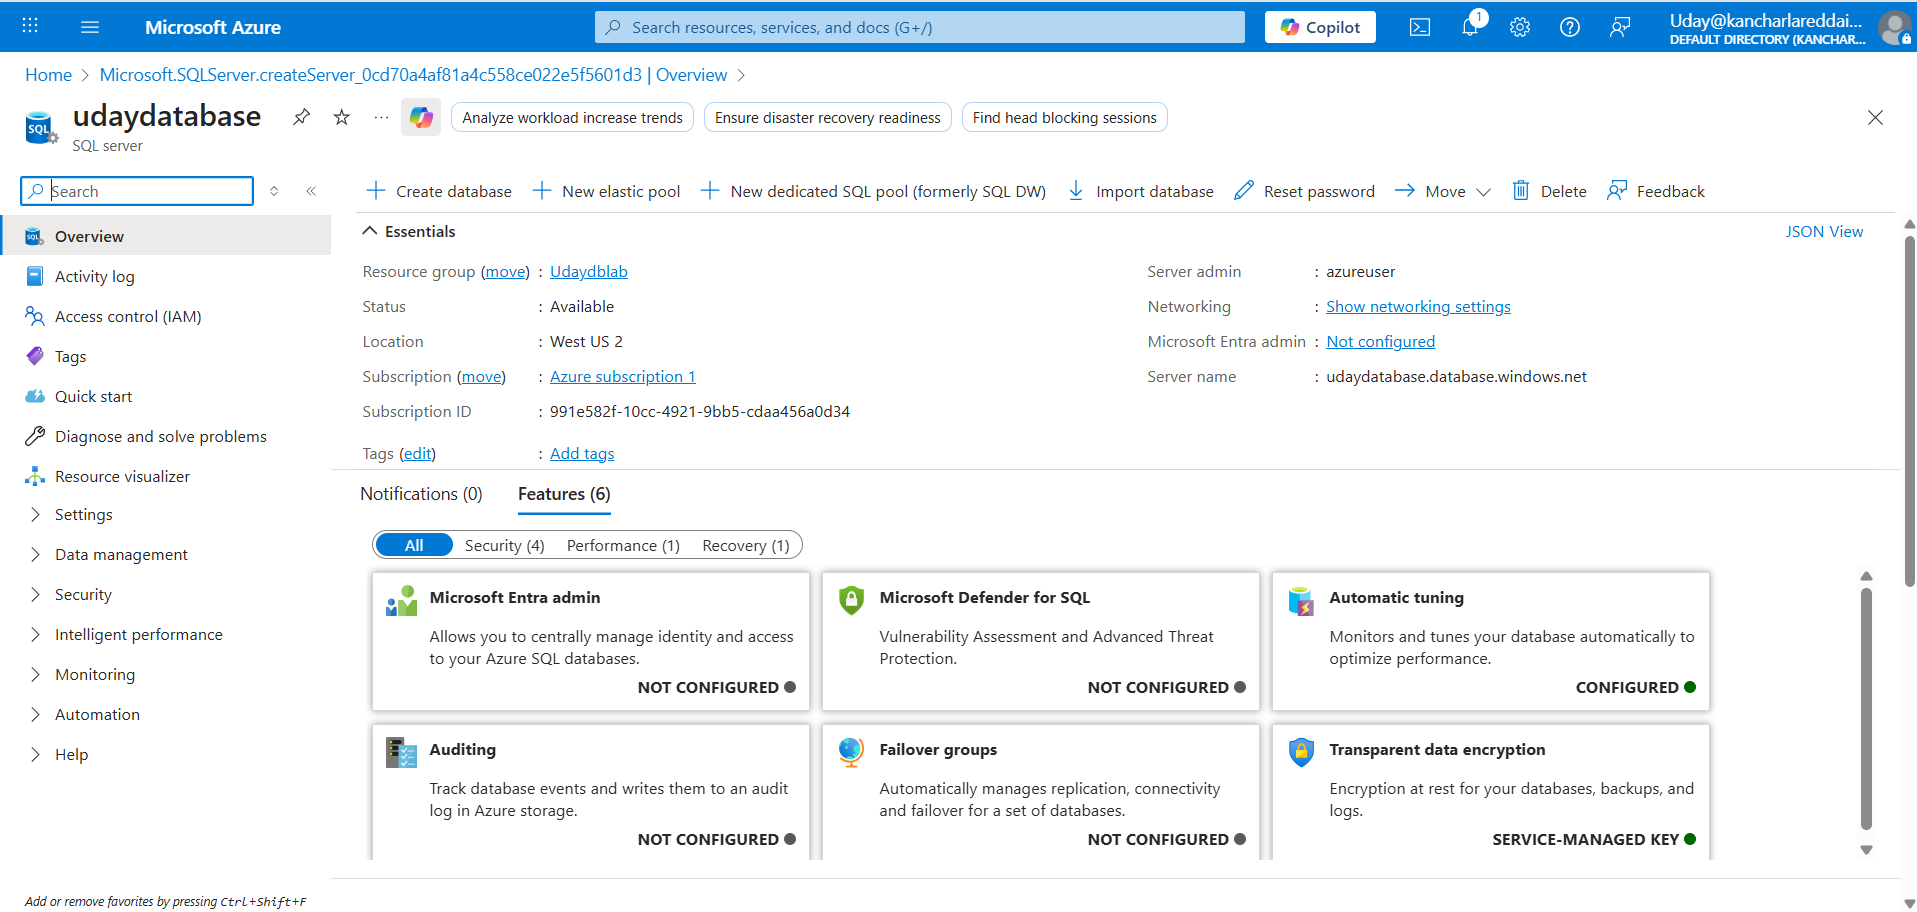 Microsoft Azure
Search resources, services, and docs (G+/)
Copilot
1
Uday@kancharlareddai...
DEFAULT DIRECTORY (KANCHAR...
Home > Microsoft.SQLServer.createServer_0cd70a4af81a4c558ce022e5f5601d3 | Overview >
SQL
udaydatabase
SQL server
...
Analyze workload increase trends
Ensure disaster recovery readiness
Find head blocking sessions
Search
Overview
Activity log
Access control (IAM)
Tags
Quick start
Diagnose and solve problems
Resource visualizer
Settings
Data management
Security
Intelligent performance
Monitoring
Automation
Help
Add or remove favorites by pressing Ctrl+Shift+F
Create database
New elastic pool
New dedicated SQL pool (formerly SQL DW)
Import database
Reset password
Move
Delete
Feedback
Essentials
JSON View
Resource group (move) : Udaydblab
Status : Available
Location : West US 2
Subscription (move) : Azure subscription 1
Subscription ID : 991e582f-10cc-4921-9bb5-cdaa456a0d34
Tags (edit) : Add tags
Server admin : azureuser
Networking : Show networking settings
Microsoft Entra admin : Not configured
Server name : udaydatabase.database.windows.net
Notifications (0)
Features (6)
All
Security (4)
Performance (1)
Recovery (1)
Microsoft Entra admin
Allows you to centrally manage identity and access
to your Azure SQL databases.
NOT CONFIGURED
Microsoft Defender for SQL
Vulnerability Assessment and Advanced Threat
Protection.
NOT CONFIGURED
Automatic tuning
Monitors and tunes your database automatically to
optimize performance.
CONFIGURED
Auditing
Track database events and writes them to an audit
log in Azure storage.
NOT CONFIGURED
Failover groups
Automatically manages replication, connectivity
and failover for a set of databases.
NOT CONFIGURED
Transparent data encryption
Encryption at rest for your databases, backups, and
logs.
SERVICE-MANAGED KEY